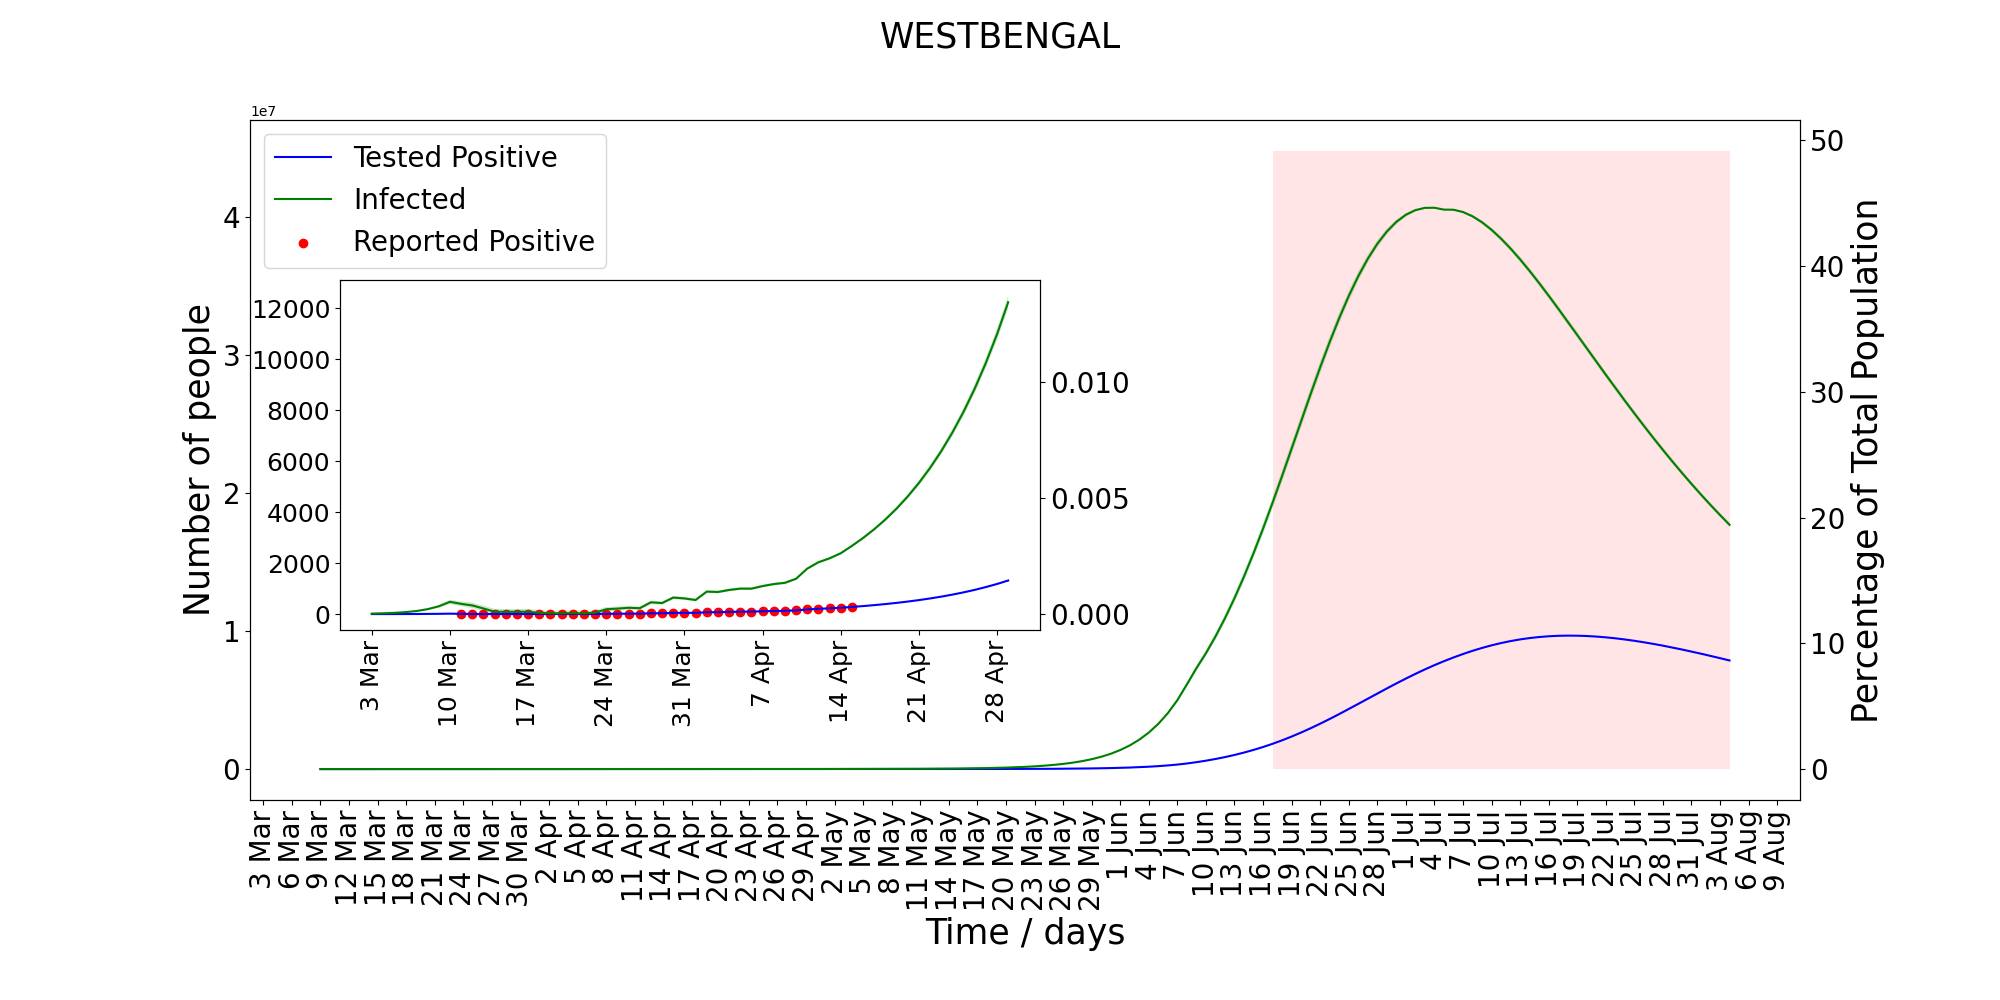 WESTBENGAL
1e7
Tested Positive
Infected
Reported Positive
Number of people
4
3
2
1
0
12000
10000
8000
6000
4000
2000
0
0.010
0.005
0.000
3 Mar
10 Mar
17 Mar
24 Mar
31 Mar
7 Apr
14 Apr
21 Apr
28 Apr
50
40
30
20
10
0
Percentage of Total Population
3 Mar
6 Mar
9 Mar
12 Mar
15 Mar
18 Mar
21 Mar
24 Mar
27 Mar
30 Mar
2 Apr
5 Apr
8 Apr
11 Apr
14 Apr
17 Apr
20 Apr
23 Apr
26 Apr
29 Apr
2 May
5 May
8 May
11 May
14 May
17 May
20 May
23 May
26 May
29 May
1 Jun
4 Jun
7 Jun
10 Jun
13 Jun
16 Jun
19 Jun
22 Jun
25 Jun
28 Jun
1 Jul
4 Jul
7 Jul
10 Jul
13 Jul
16 Jul
19 Jul
22 Jul
25 Jul
28 Jul
31 Jul
3 Aug
6 Aug
9 Aug
Time / days